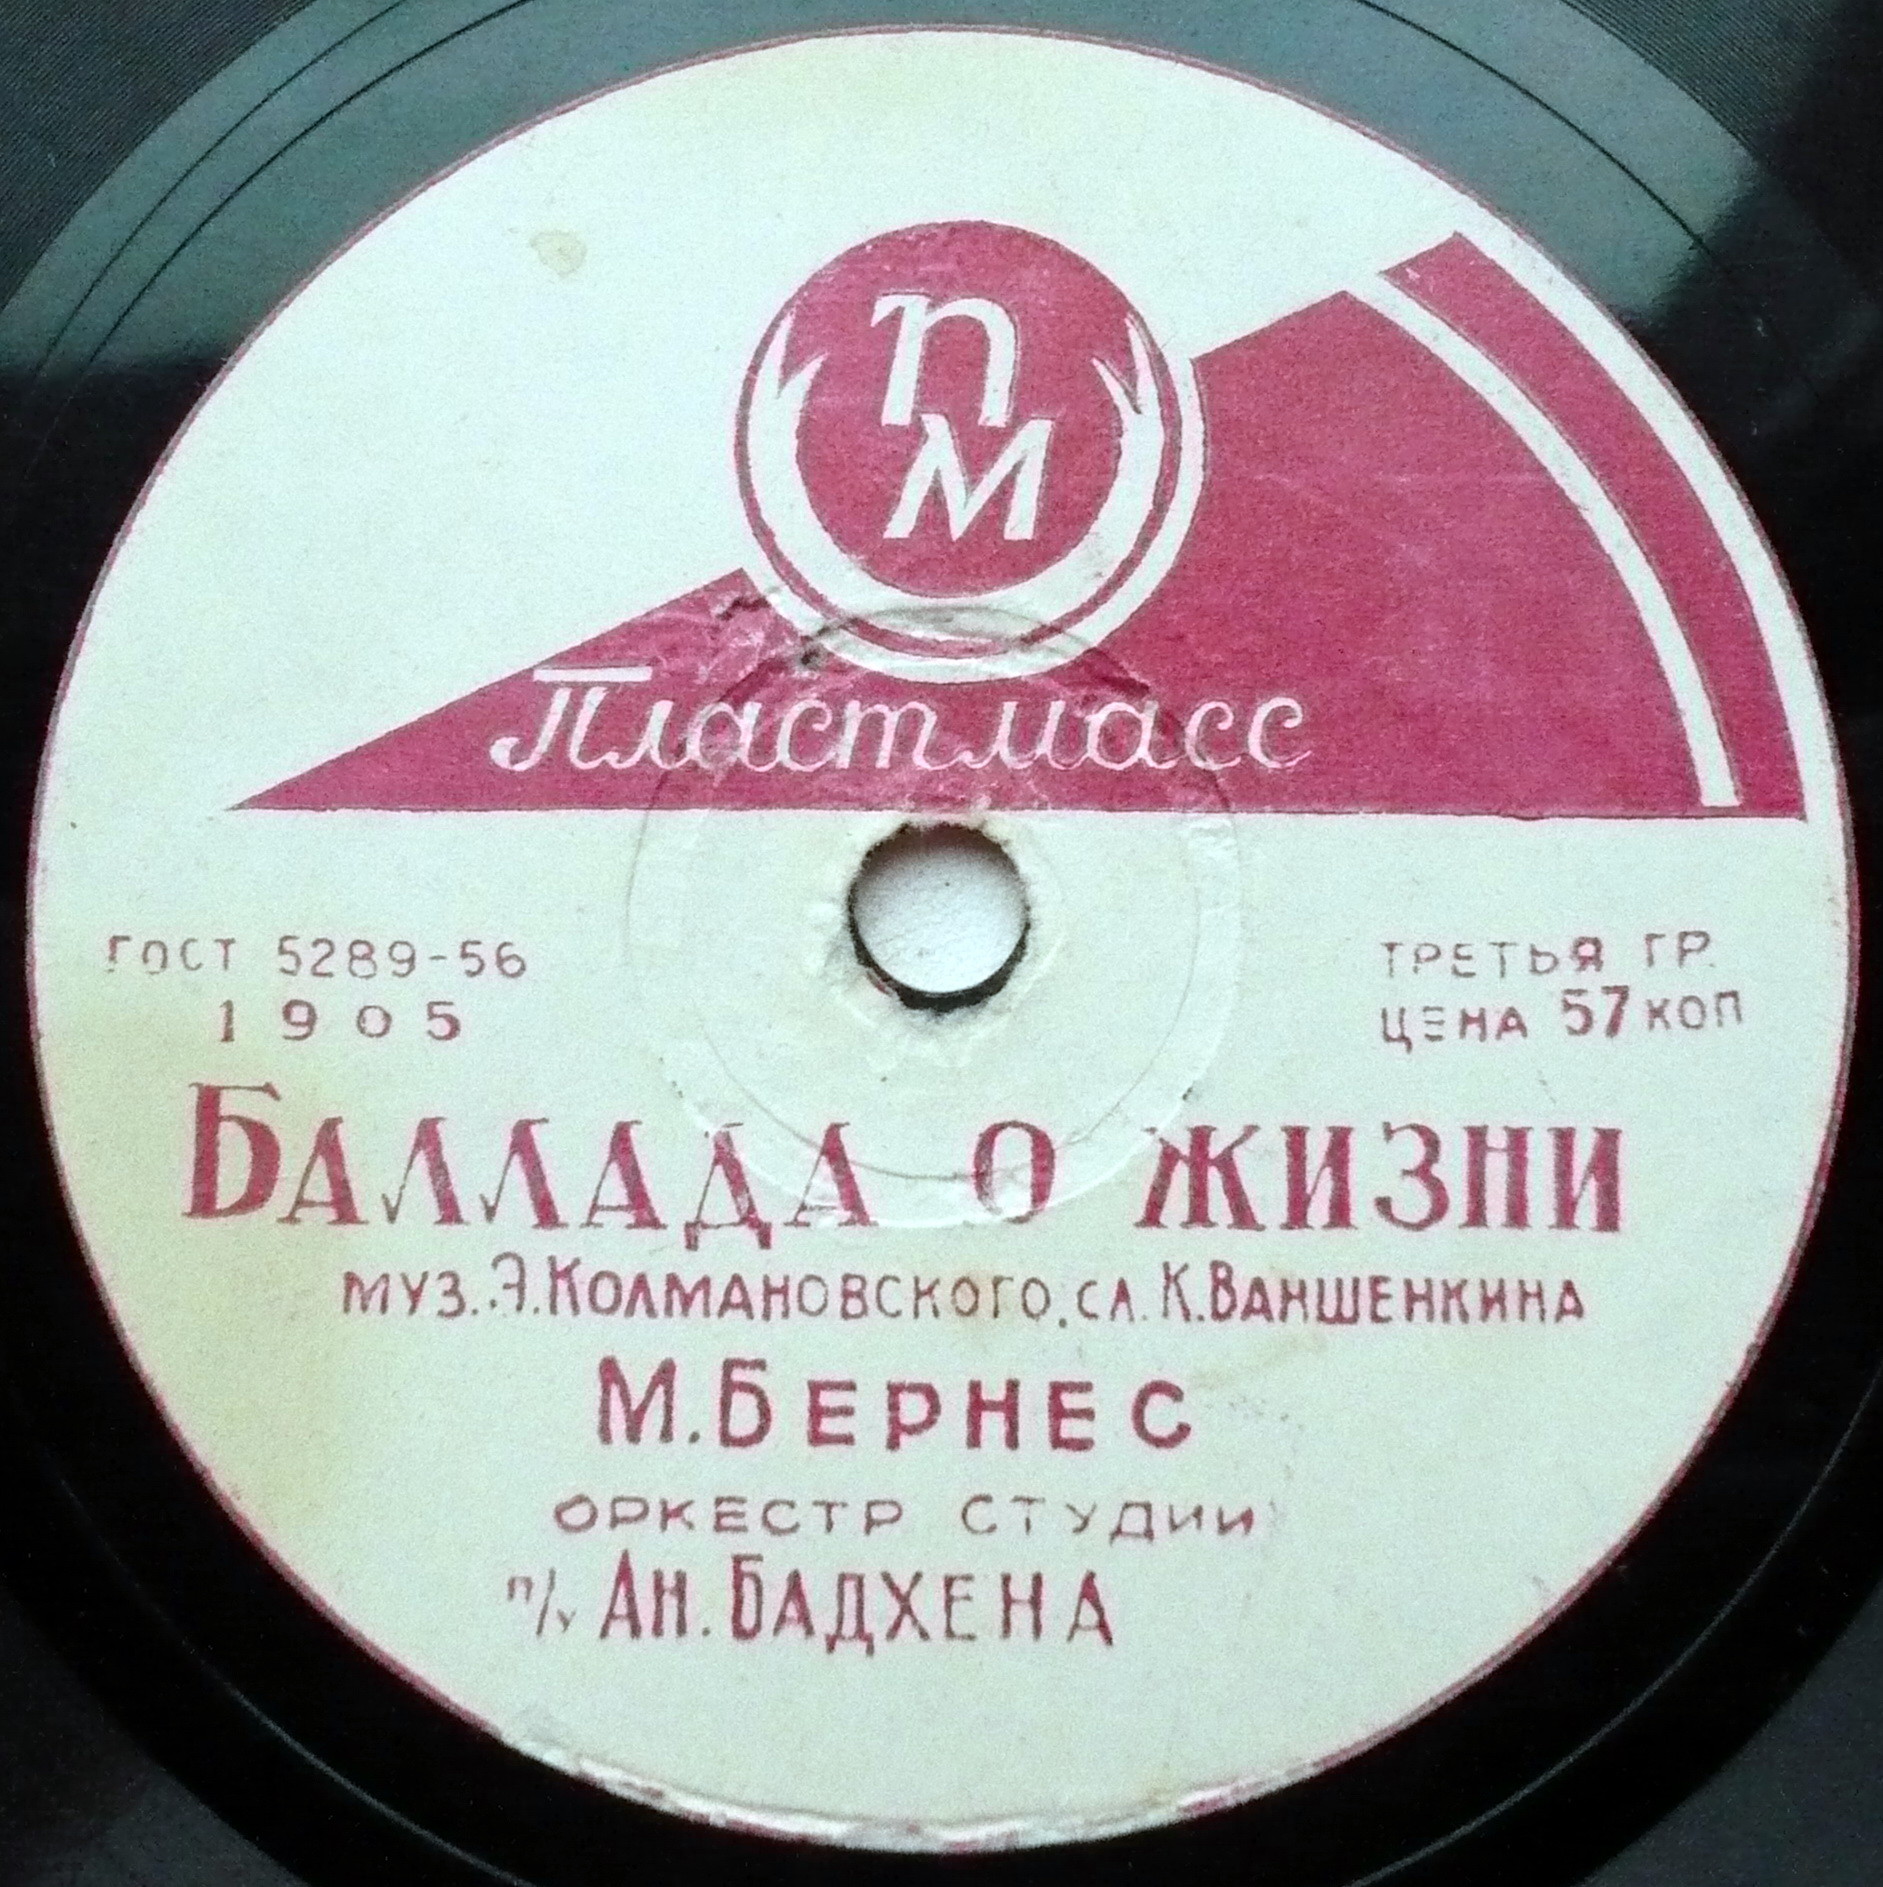 ПМ
Пластмасс
ГОСТ 5289-56
1905
ТРЕТЬЯ ГР.
ЦЕНА 57 КОП
БАЛЛАДА О ЖИЗНИ
МУЗ. Э. КОЛМАНОВСКОГО, СЛ. К. ВАНШЕНКИНА
М. БЕРНЕС
ОРКЕСТР СТУДИИ
П/У АН. БАДХЕНА